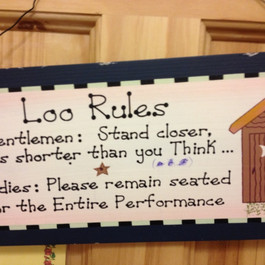 Loo Rules
entlemen: Stand closer,
s shorter than you Think ...
dies: Please remain seated
r the Entire Performance